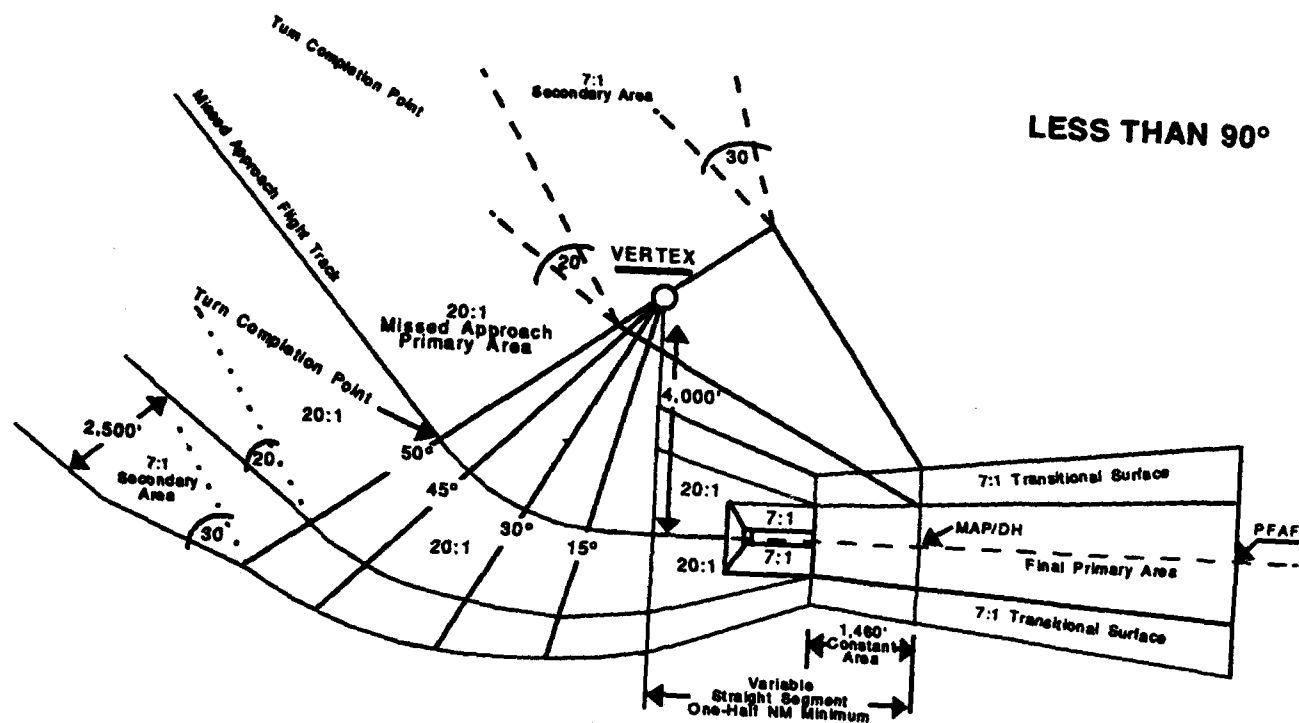 Turn Completion Point
7:1
Secondary Area
LESS THAN 90°
30
Missed Approach Flight Track
20
VERTEX
Turn Completion Point
20:1
Missed Approach
Primary Area
4,000'
20:1
2,500'
50°
7:1
Secondary
Area
20
45°
20:1
7:1 Transitional Surface
7:1
30
30°
15°
20:1
MAP/DH
PFAF
7:1
20:1
Final Primary Area
7:1 Transitional Surface
1,460'
Constant
Area
Variable
Straight Segment
One-Half NM Minimum